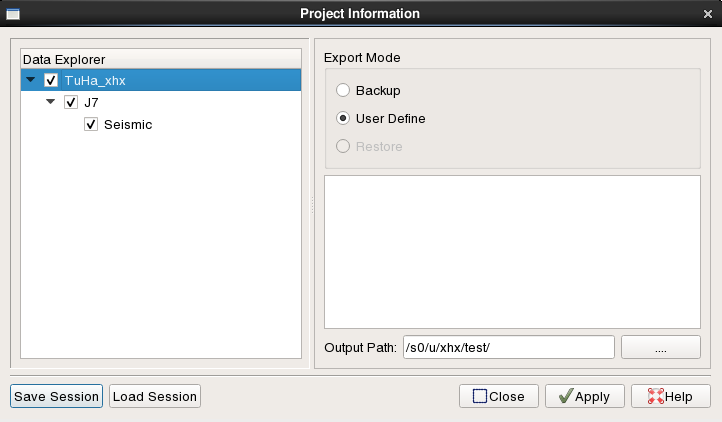 Project Information
Data Explorer
TuHa_xhx
J7
Seismic
Export Mode
Backup
User Define
Restore
Output Path: /s0/u/xhx/test/ ....
Save Session Load Session Close Apply Help